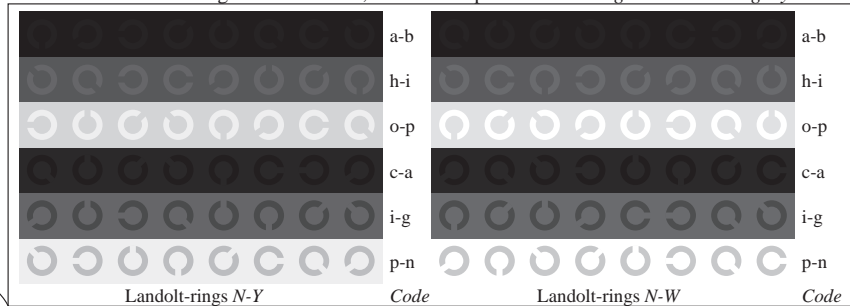 a-b a-b
h-i h-i
o-p o-p
c-a c-a
i-g i-g
p-n p-n
Landolt-rings N-Y Code Landolt-rings N-W Code